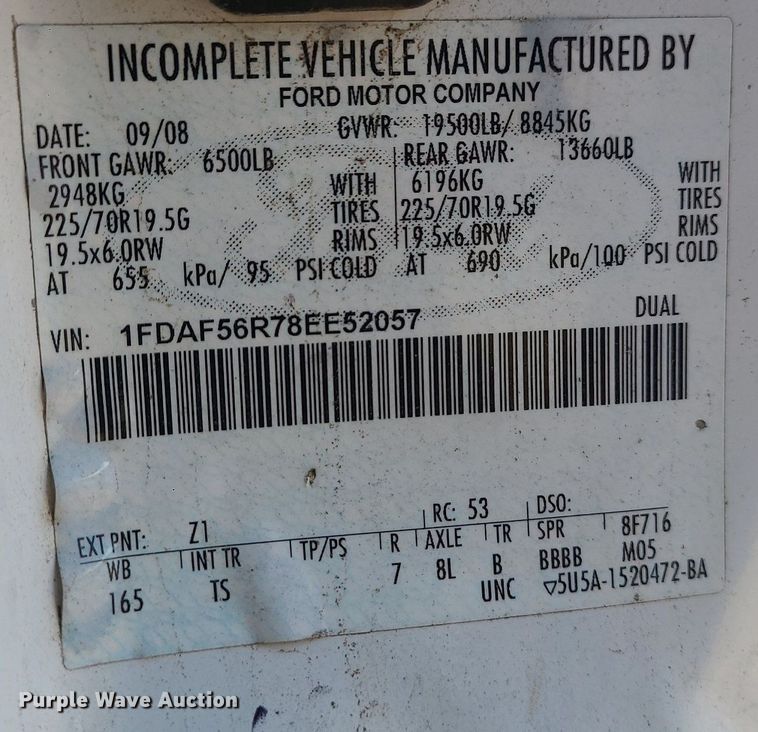 INCOMPLETE VEHICLE MANUFACTURED BY
FORD MOTOR COMPANY
DATE: 09/08 GVWR: 19500LB/ 8845KG
FRONT GAWR: 6500LB REAR GAWR: 13660LB
2948KG WITH 6196KG WITH
225/70R19.5G TIRES 225/70R19.5G TIRES
19.5x6.0RW RIMS 19.5x6.0RW RIMS
AT 655 kPa/ 95 PSI COLD AT 690 kPa/100 PSI COLD
DUAL
VIN: 1FDAF56R78EE52057
EXT PNT: Z1 RC: 53 DSO:
WB INT TR TP/PS R AXLE TR SPR 8F716
165 TS 7 8L B BBBB M05
UNC ▽5U5A-1520472-BA
Purple Wave Auction